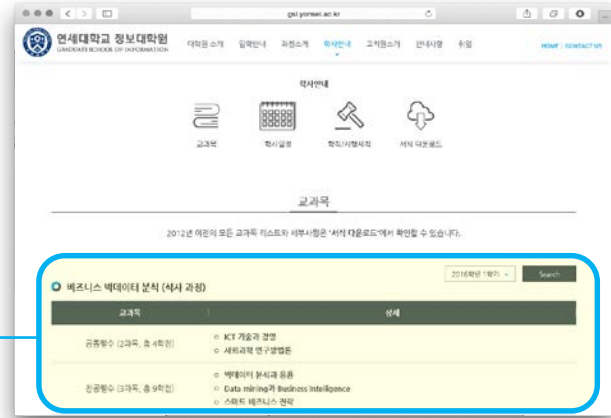 gsi.yonsei.ac.kr
연세대학교 정보대학원
GRADUATE SCHOOL OF INFORMATION
대학원 소개 입학안내 과정소개 학사안내 교직원소개 안내사항 취업
HOME | CONTACT US
학사안내
교과목 학사일정 학칙/시행세칙 서식 다운로드
교과목
2012년 이전의 모든 교과목 리스트와 세부사항은 '서식 다운로드'에서 확인할 수 있습니다.
2016학년 1학기 Search
비즈니스 빅데이터 분석 (석사 과정)
교과목 상세
공통필수 (2과목, 총 4학점)
ICT 기술과 경영
사회과학 연구방법론
전공필수 (3과목, 총 9학점)
빅데이터 분석과 응용
Data mining과 Business Intelligence
스마트 비즈니스 전략